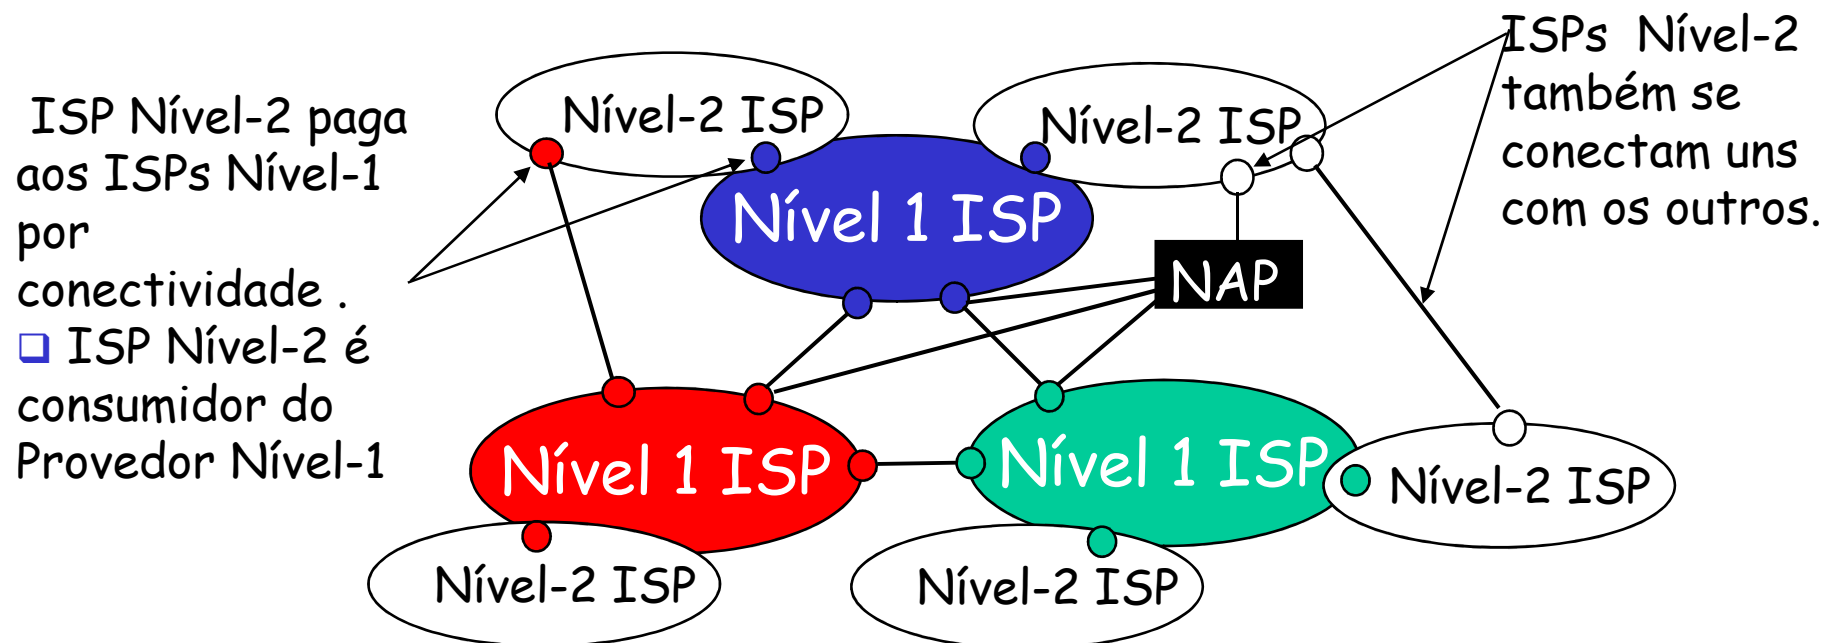 ISP Nível-2 paga
aos ISPs Nível-1
por
conectividade .
ISP Nível-2 é
consumidor do
Provedor Nível-1
Nível-2 ISP
Nível-2 ISP
ISPs Nível-2
também se
conectam uns
com os outros.
Nível 1 ISP
NAP
Nível 1 ISP
Nível 1 ISP
Nível-2 ISP
Nível-2 ISP
Nível-2 ISP